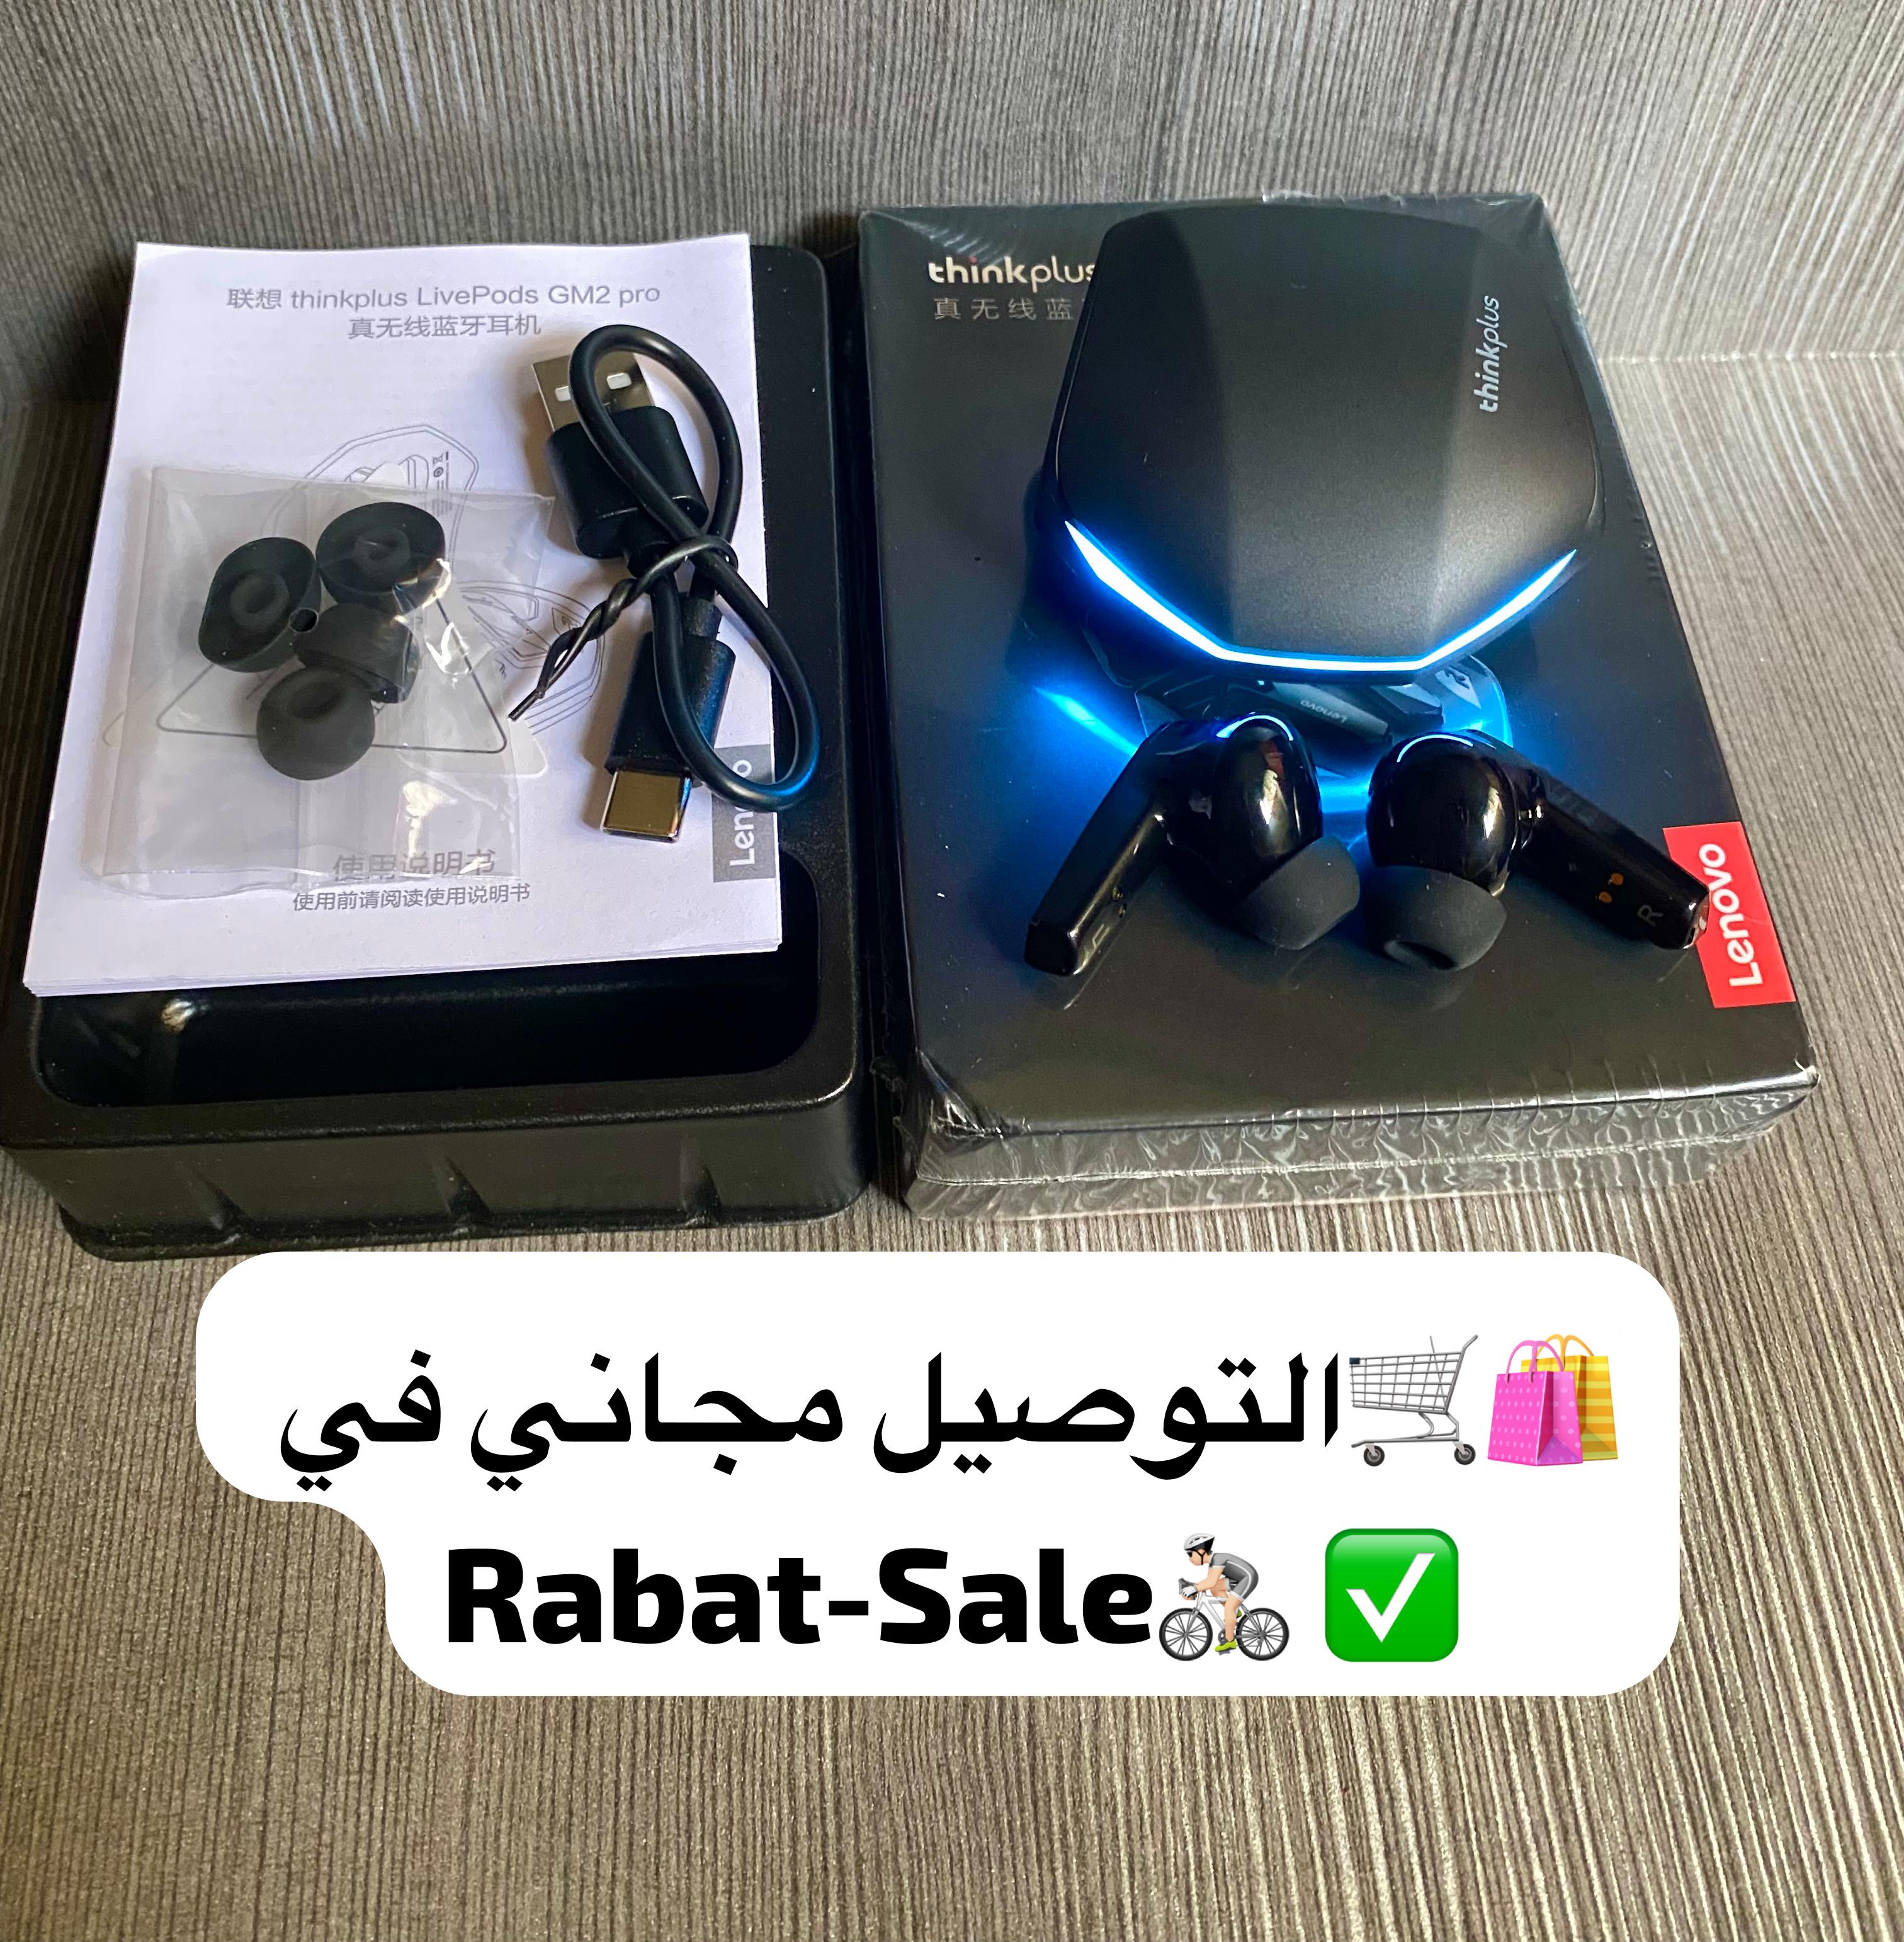 联想 thinkplus LivePods GM2 pro
真无线蓝牙耳机
使用说明书
使用前请阅读使用说明书
Lenovo
thinkplus
真无线蓝
thinkplus
Lenovo
R
Lenovo
🛍️🛒التوصيل مجاني في
Rabat-Sale🚴🏻 ✅